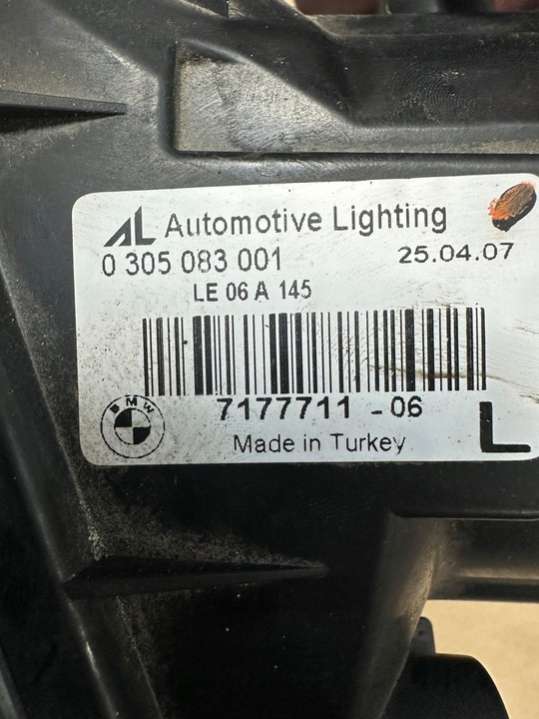 AL Automotive Lighting
0 305 083 001 25.04.07
LE 06 A 145
BMW
7177711 - 06
Made in Turkey L